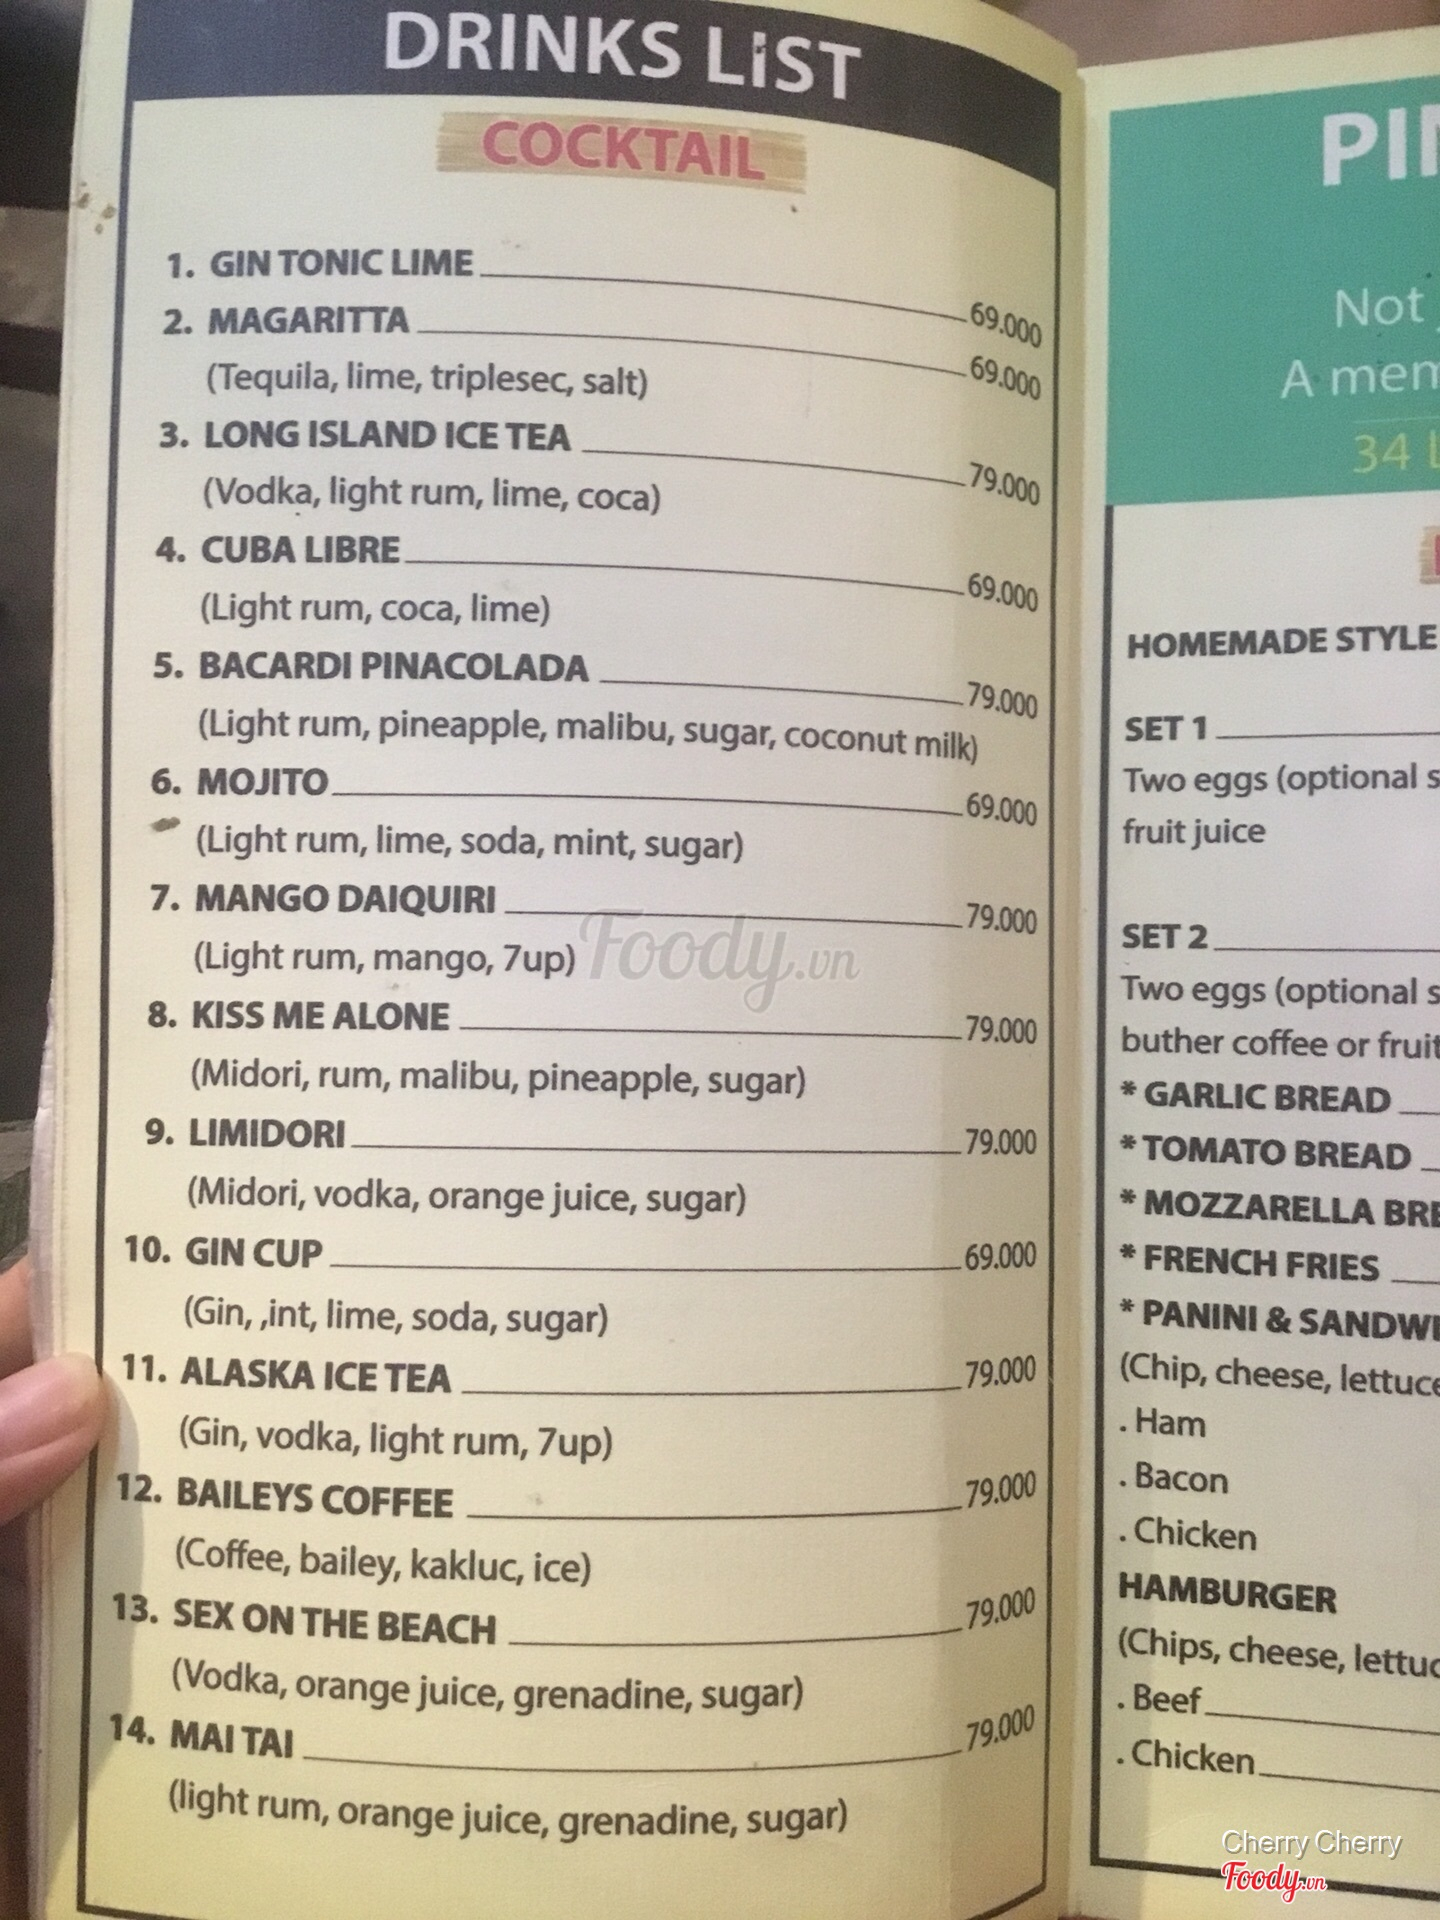 DRINKS LiST
COCKTAIL
1. GIN TONIC LIME 69.000
2. MAGARITTA 69.000
(Tequila, lime, triplesec, salt)
3. LONG ISLAND ICE TEA 79.000
(Vodka, light rum, lime, coca)
4. CUBA LIBRE 69.000
(Light rum, coca, lime)
5. BACARDI PINACOLADA 79.000
(Light rum, pineapple, malibu, sugar, coconut milk)
6. MOJITO 69.000
(Light rum, lime, soda, mint, sugar)
7. MANGO DAIQUIRI 79.000
(Light rum, mango, 7up)
Foody.vn
8. KISS ME ALONE 79.000
(Midori, rum, malibu, pineapple, sugar)
9. LIMIDORI 79.000
(Midori, vodka, orange juice, sugar)
10. GIN CUP 69.000
(Gin, ,int, lime, soda, sugar)
11. ALASKA ICE TEA 79.000
(Gin, vodka, light rum, 7up)
12. BAILEYS COFFEE 79.000
(Coffee, bailey, kakluc, ice)
13. SEX ON THE BEACH 79.000
(Vodka, orange juice, grenadine, sugar)
14. MAI TAI 79.000
(light rum, orange juice, grenadine, sugar)
Not
A
34
HOMEMADE STYLE
SET 1
Two eggs (optional
fruit juice
SET 2
Two eggs (optional
buther coffee or fruit
* GARLIC BREAD
* TOMATO BREAD
* MOZZARELLA
* FRENCH FRIES
* PANINI &
(Chip, cheese, lettuce
. Ham
. Bacon
. Chicken
HAMBURGER
(Chips, cheese,
. Beef
. Chicken
Cherry Cherry
Foody.vn